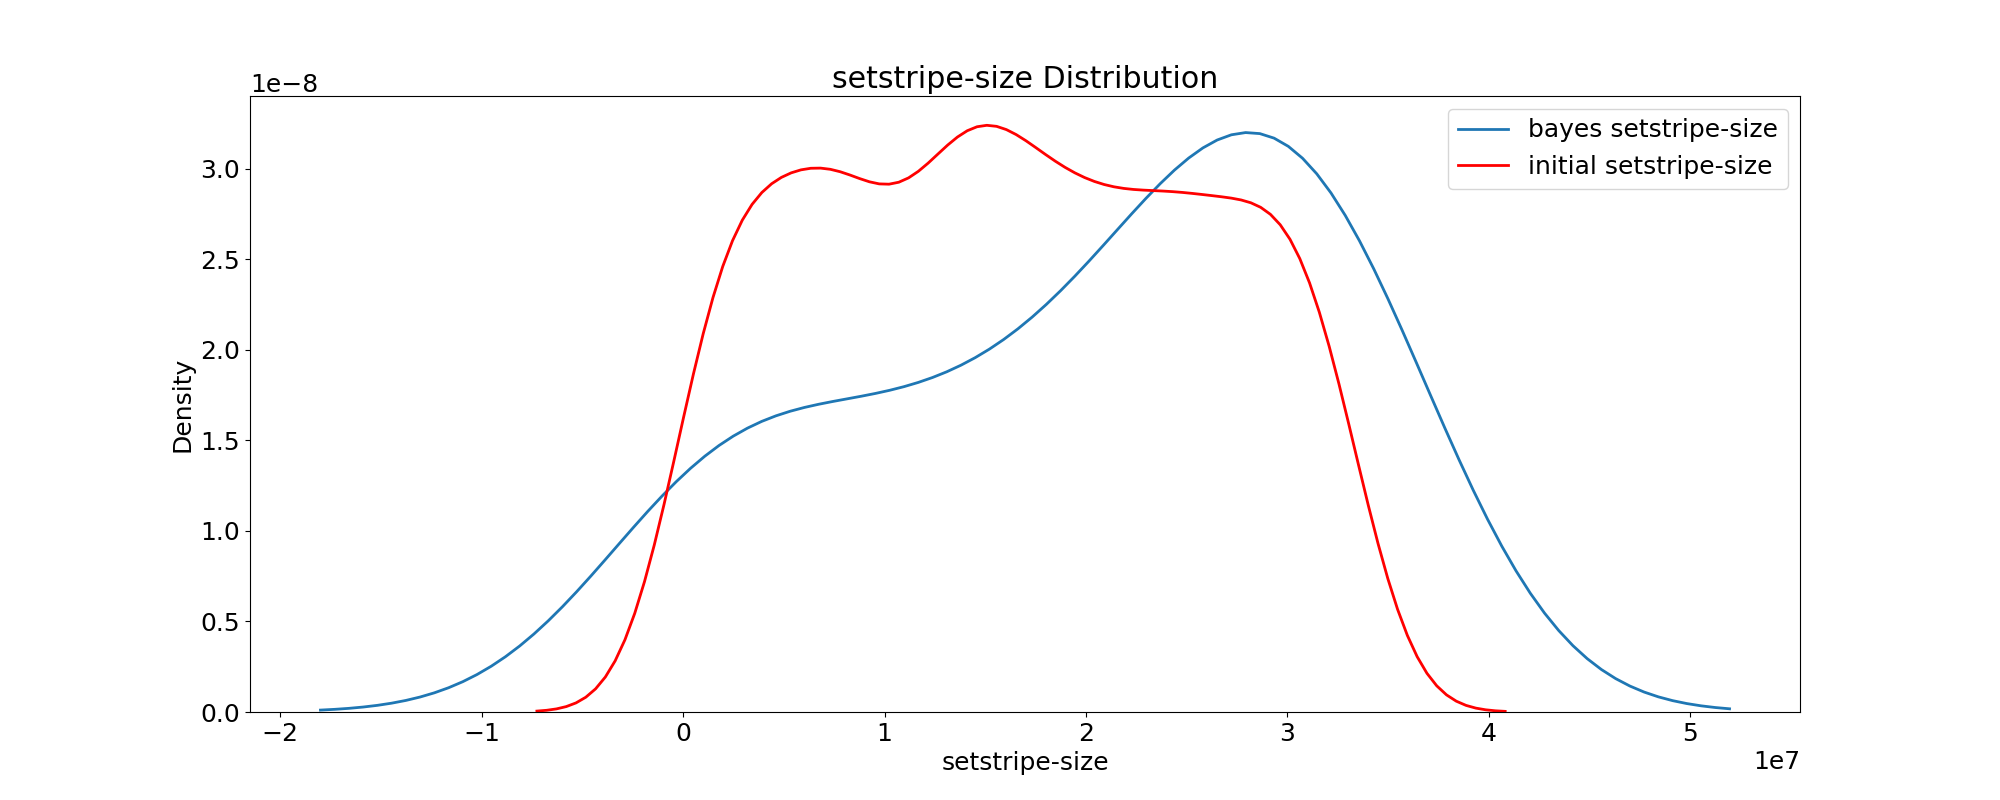 setstripe-size Distribution
1e−8
bayes setstripe-size
initial setstripe-size
3.0
2.5
2.0
1.5
1.0
0.5
0.0
Density
−2 −1 0 1 2 3 4 5
setstripe-size
1e7